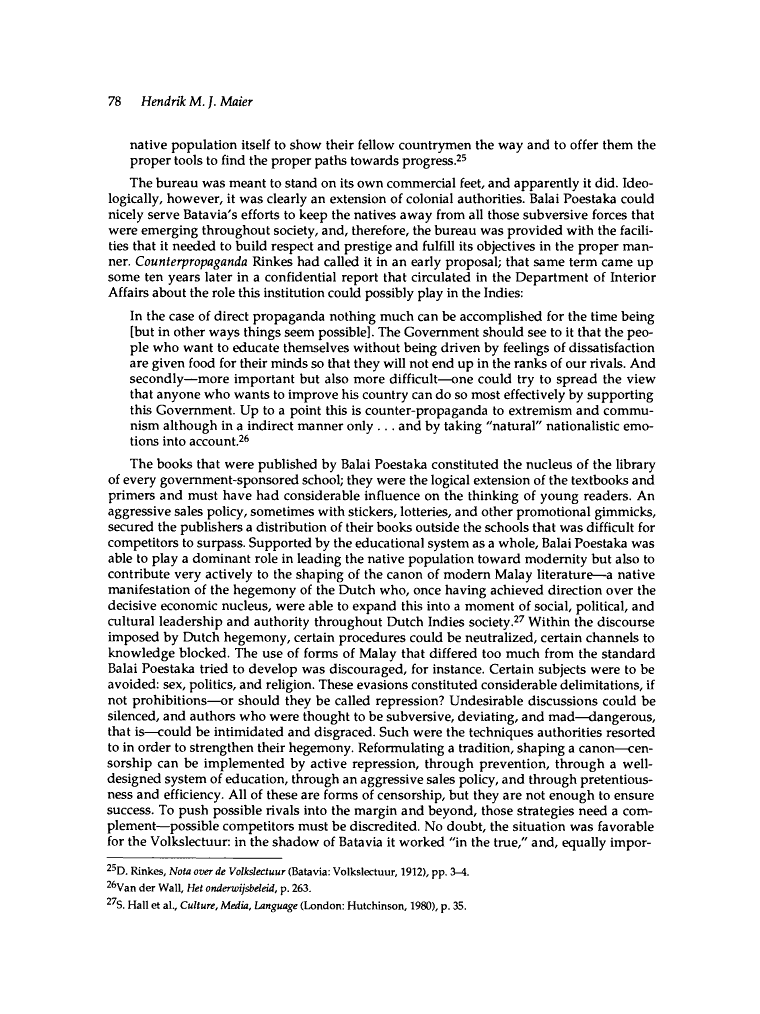 78 Hendrik M. J. Maier
native population itself to show their fellow countrymen the way and to offer them the
proper tools to find the proper paths towards progress.25
The bureau was meant to stand on its own commercial feet, and apparently it did. Ideo-
logically, however, it was clearly an extension of colonial authorities. Balai Poestaka could
nicely serve Batavia's efforts to keep the natives away from all those subversive forces that
were emerging throughout society, and, therefore, the bureau was provided with the facili-
ties that it needed to build respect and prestige and fulfill its objectives in the proper man-
ner. Counterpropaganda Rinkes had called it in an early proposal; that same term came up
some ten years later in a confidential report that circulated in the Department of Interior
Affairs about the role this institution could possibly play in the Indies:
In the case of direct propaganda nothing much can be accomplished for the time being
[but in other ways things seem possible]. The Government should see to it that the peo-
ple who want to educate themselves without being driven by feelings of dissatisfaction
are given food for their minds so that they will not end up in the ranks of our rivals. And
secondly—more important but also more difficult—one could try to spread the view
that anyone who wants to improve his country can do so most effectively by supporting
this Government. Up to a point this is counter-propaganda to extremism and commu-
nism although in a indirect manner only . . . and by taking "natural" nationalistic emo-
tions into account.26
The books that were published by Balai Poestaka constituted the nucleus of the library
of every government-sponsored school; they were the logical extension of the textbooks and
primers and must have had considerable influence on the thinking of young readers. An
aggressive sales policy, sometimes with stickers, lotteries, and other promotional gimmicks,
secured the publishers a distribution of their books outside the schools that was difficult for
competitors to surpass. Supported by the educational system as a whole, Balai Poestaka was
able to play a dominant role in leading the native population toward modernity but also to
contribute very actively to the shaping of the canon of modern Malay literature—a native
manifestation of the hegemony of the Dutch who, once having achieved direction over the
decisive economic nucleus, were able to expand this into a moment of social, political, and
cultural leadership and authority throughout Dutch Indies society.27 Within the discourse
imposed by Dutch hegemony, certain procedures could be neutralized, certain channels to
knowledge blocked. The use of forms of Malay that differed too much from the standard
Balai Poestaka tried to develop was discouraged, for instance. Certain subjects were to be
avoided: sex, politics, and religion. These evasions constituted considerable delimitations, if
not prohibitions—or should they be called repression? Undesirable discussions could be
silenced, and authors who were thought to be subversive, deviating, and mad—dangerous,
that is—could be intimidated and disgraced. Such were the techniques authorities resorted
to in order to strengthen their hegemony. Reformulating a tradition, shaping a canon—cen-
sorship can be implemented by active repression, through prevention, through a well-
designed system of education, through an aggressive sales policy, and through pretentious-
ness and efficiency. All of these are forms of censorship, but they are not enough to ensure
success. To push possible rivals into the margin and beyond, those strategies need a com-
plement—possible competitors must be discredited. No doubt, the situation was favorable
for the Volkslectuur: in the shadow of Batavia it worked "in the true," and, equally impor-
25D. Rinkes, Nota over de Volkslectuur (Batavia: Volkslectuur, 1912), pp. 3–4.
26Van der Wall, Het onderwijsbeleid, p. 263.
27S. Hall et al., Culture, Media, Language (London: Hutchinson, 1980), p. 35.